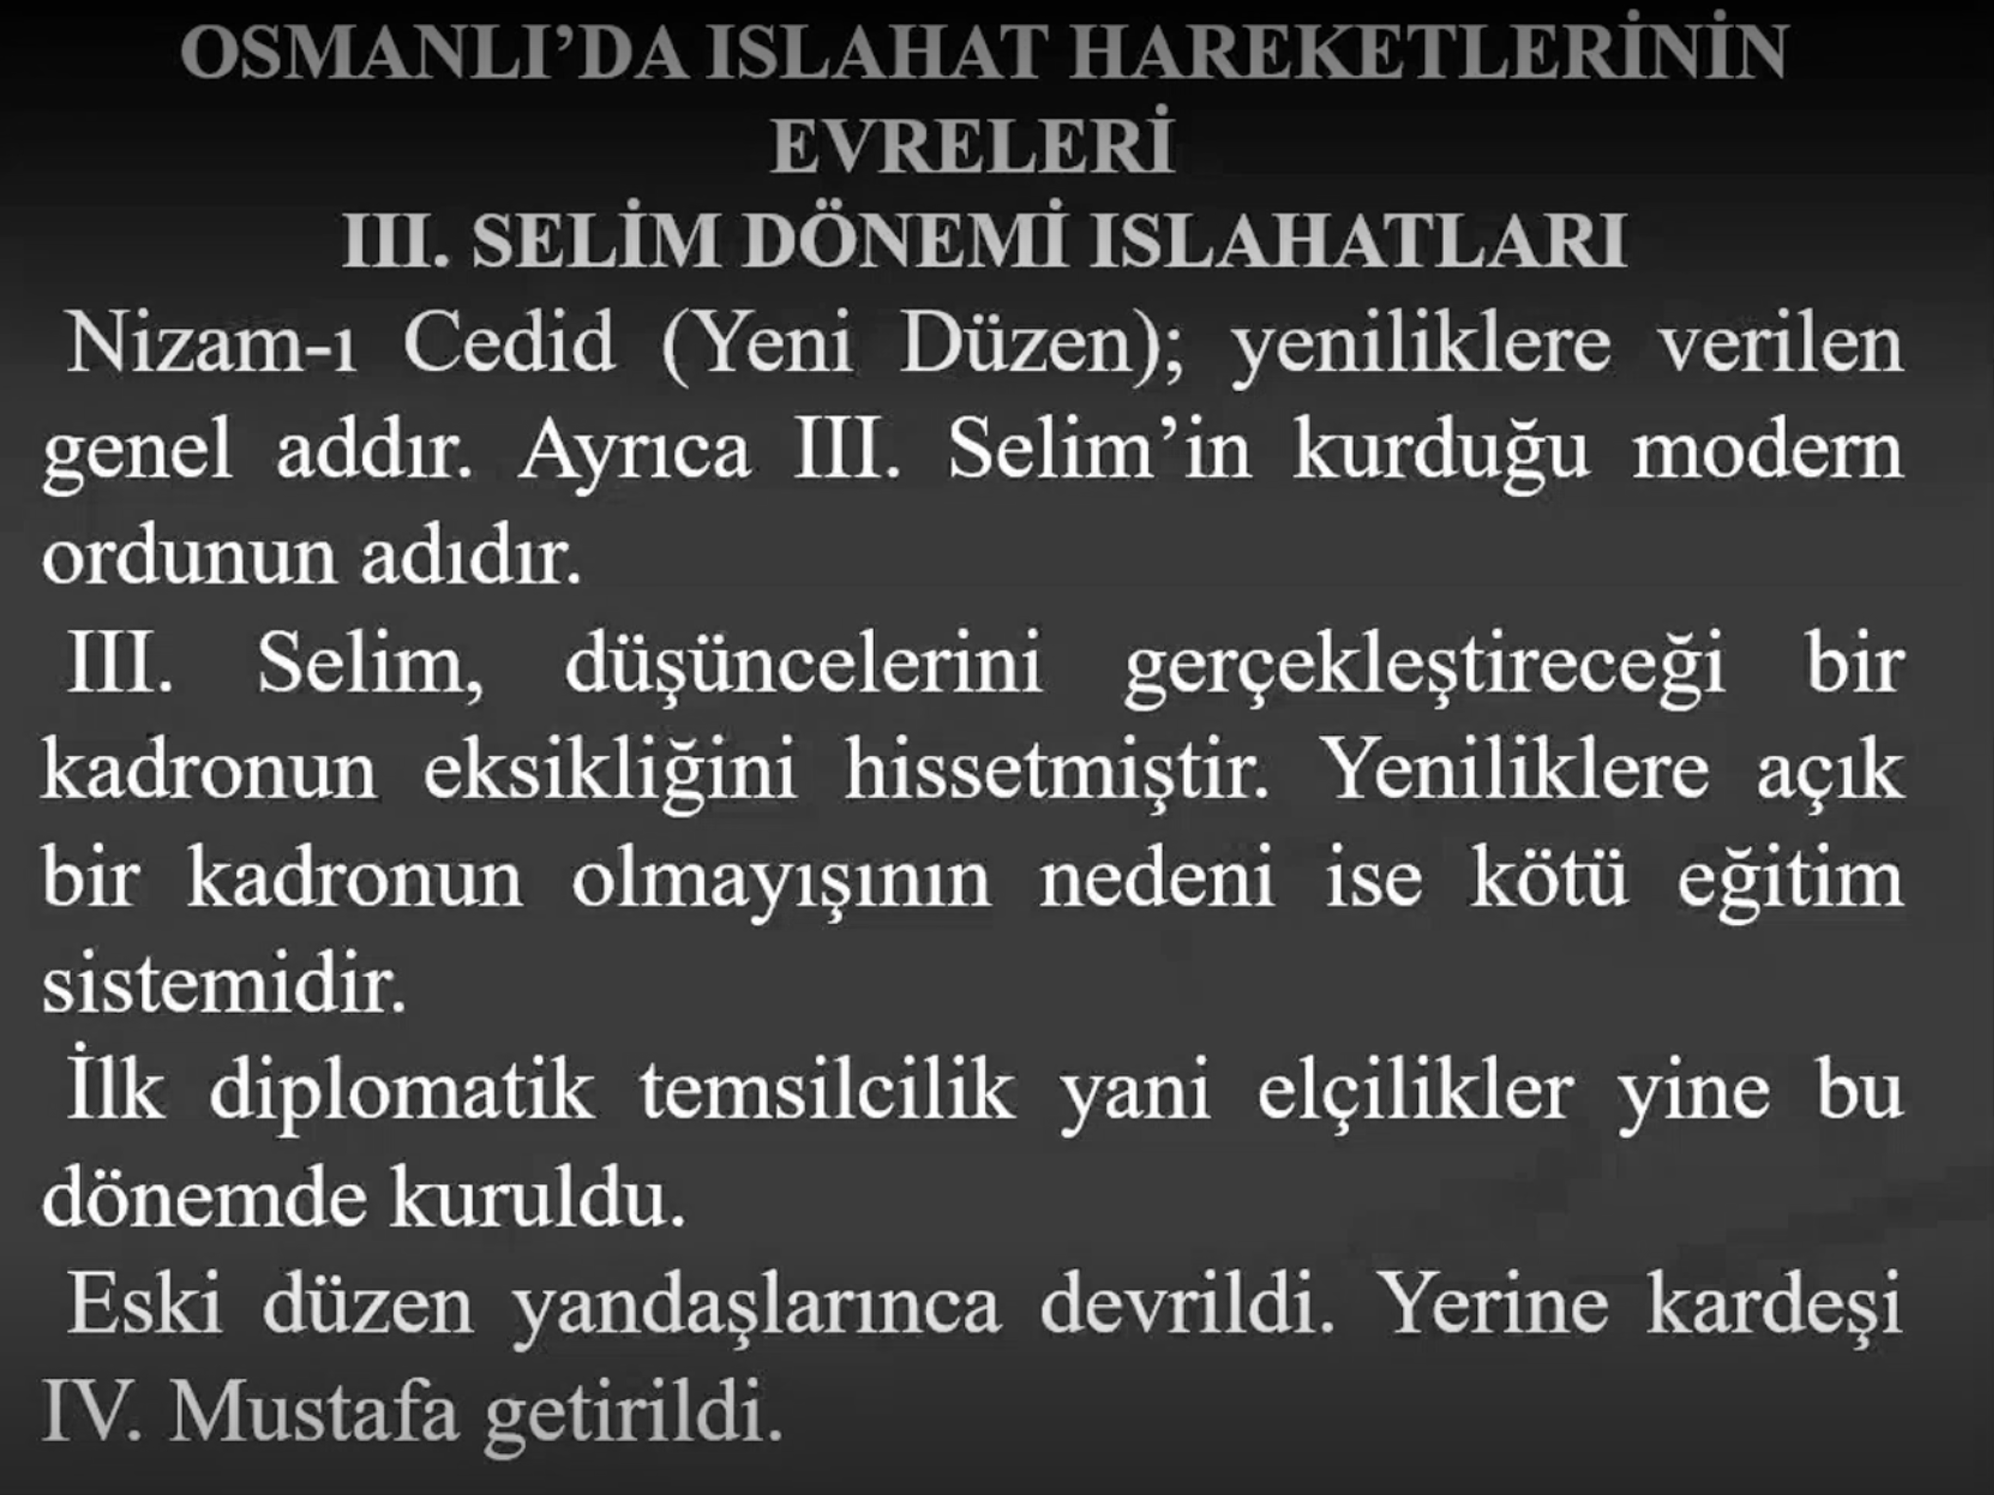 OSMANLI’DA ISLAHAT HAREKETLERİNİN
EVRELERİ
III. SELİM DÖNEMİ ISLAHATLARI
Nizam-ı Cedid (Yeni Düzen); yeniliklere verilen
genel addır. Ayrıca III. Selim’in kurduğu modern
ordunun adıdır.
III. Selim, düşüncelerini gerçekleştireceği bir
kadronun eksikliğini hissetmiştir. Yeniliklere açık
bir kadronun olmayışının nedeni ise kötü eğitim
sistemidir.
İlk diplomatik temsilcilik yani elçilikler yine bu
dönemde kuruldu.
Eski düzen yandaşlarınca devrildi. Yerine kardeşi
IV. Mustafa getirildi.